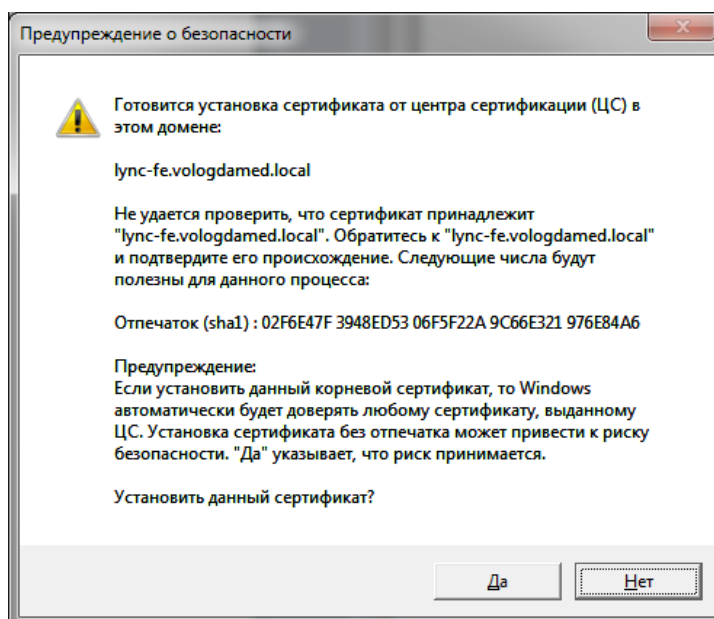 Предупреждение о безопасности
Готовится установка сертификата от центра сертификации (ЦС) в
этом домене:
lync-fe.vologdamed.local
Не удается проверить, что сертификат принадлежит
"lync-fe.vologdamed.local". Обратитесь к "lync-fe.vologdamed.local"
и подтвердите его происхождение. Следующие числа будут
полезны для данного процесса:
Отпечаток (sha1) : 02F6E47F 3948ED53 06F5F22A 9C66E321 976E84A6
Предупреждение:
Если установить данный корневой сертификат, то Windows
автоматически будет доверять любому сертификату, выданному
ЦС. Установка сертификата без отпечатка может привести к риску
безопасности. "Да" указывает, что риск принимается.
Установить данный сертификат?
Да
Нет